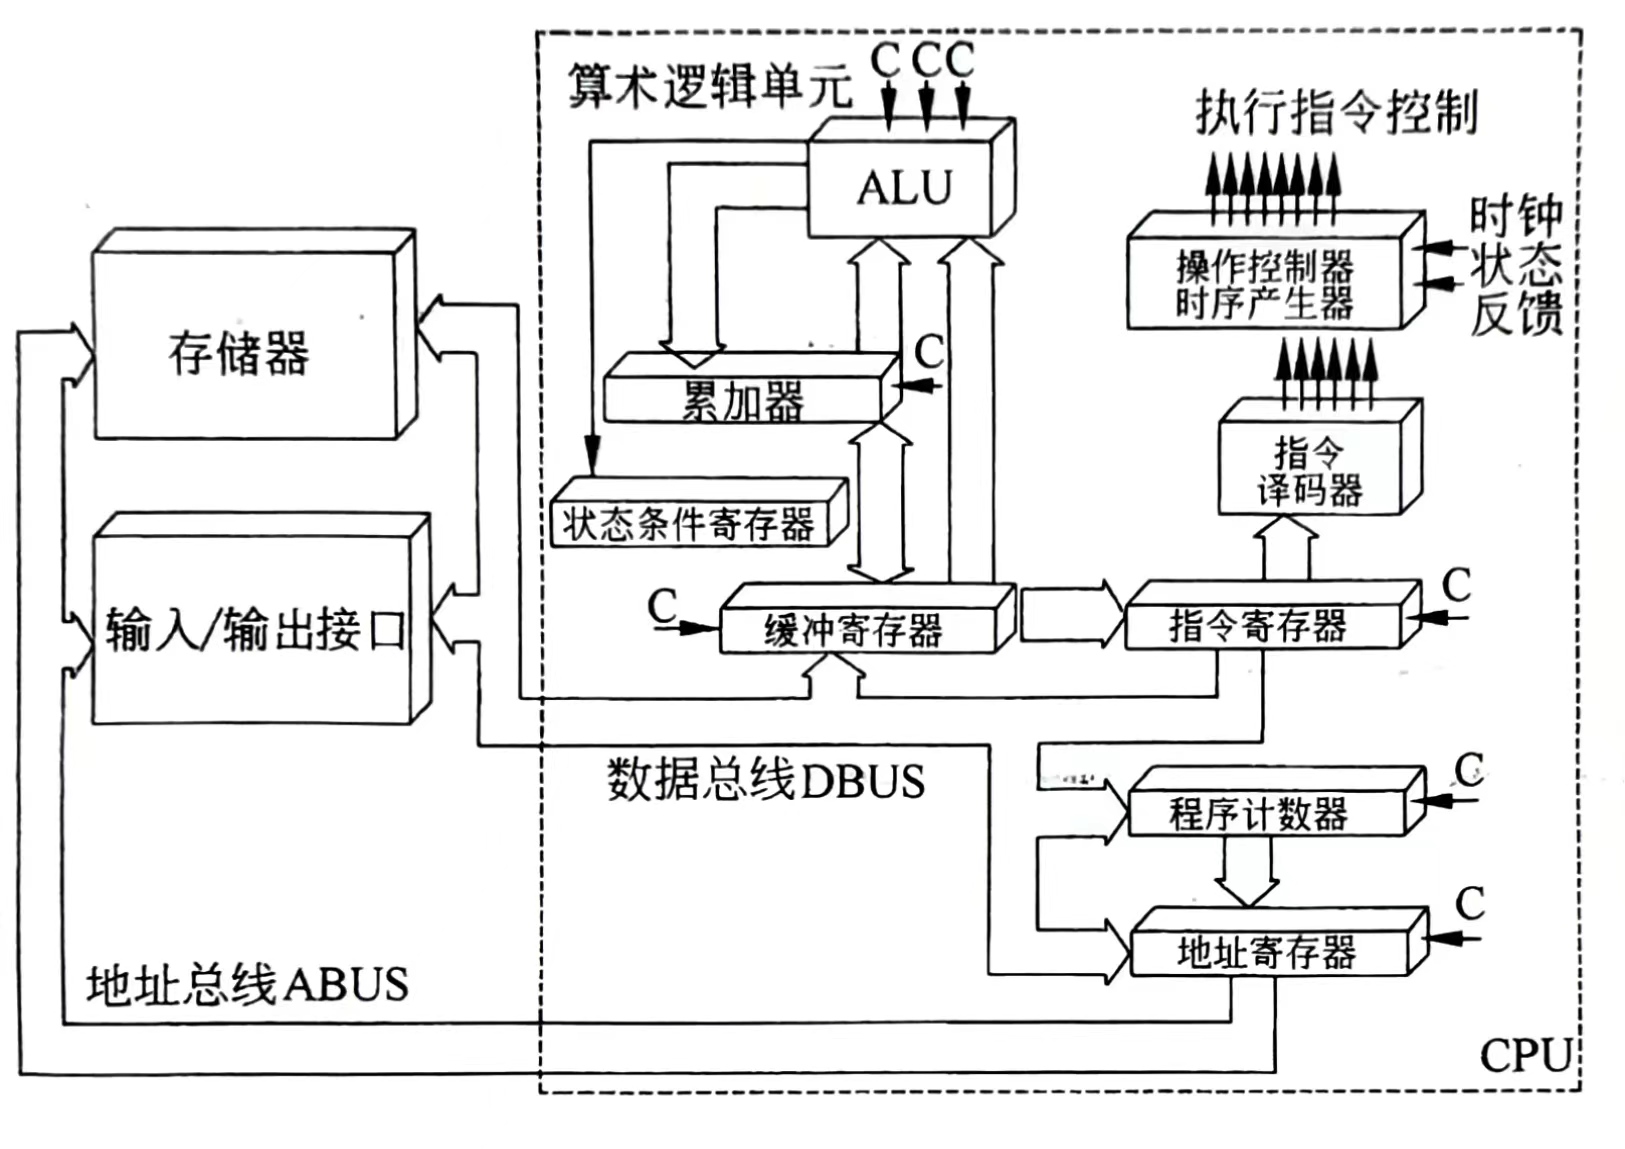 算术逻辑单元
C CC
ALU
执行指令控制
时钟
状态
反馈
操作控制器
时序产生器
存储器
C
累加器
指令
译码器
状态条件寄存器
C
缓冲寄存器
指令寄存器
C
输入/输出接口
数据总线DBUS
程序计数器
C
地址寄存器
C
地址总线ABUS
CPU